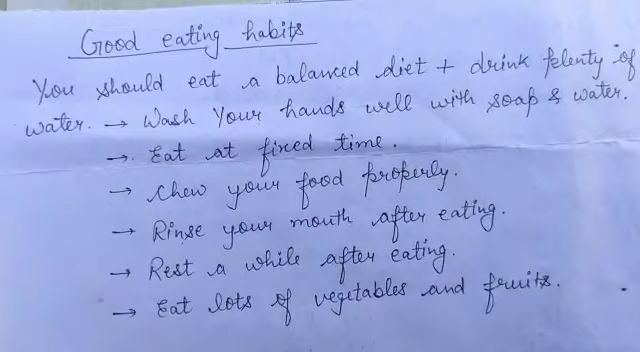 Good eating habits
You should eat a balanced diet + drink plenty of
water. → Wash Your hands well with soap & water.
→ Eat at fixed time.
→ Chew your food properly.
→ Rinse your mouth after eating.
→ Rest a while after eating.
→ Eat lots of vegetables and fruits.